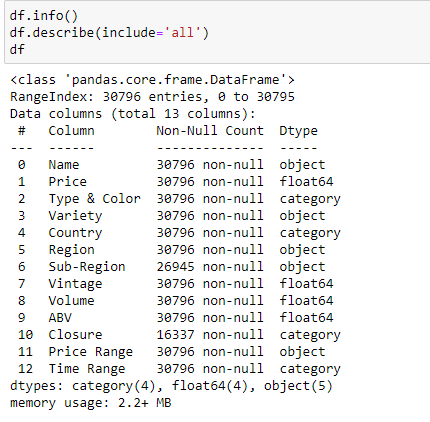 df.info()
df.describe(include='all')
df
<class 'pandas.core.frame.DataFrame'>
RangeIndex: 30796 entries, 0 to 30795
Data columns (total 13 columns):
 #   Column        Non-Null Count  Dtype
---  ------        --------------  -----
 0   Name          30796 non-null  object
 1   Price         30796 non-null  float64
 2   Type & Color  30796 non-null  category
 3   Variety       30796 non-null  object
 4   Country       30796 non-null  category
 5   Region        30796 non-null  object
 6   Sub-Region    26945 non-null  object
 7   Vintage       30796 non-null  float64
 8   Volume        30796 non-null  float64
 9   ABV           30796 non-null  float64
 10  Closure       16337 non-null  category
 11  Price Range   30796 non-null  object
 12  Time Range    30796 non-null  category
dtypes: category(4), float64(4), object(5)
memory usage: 2.2+ MB